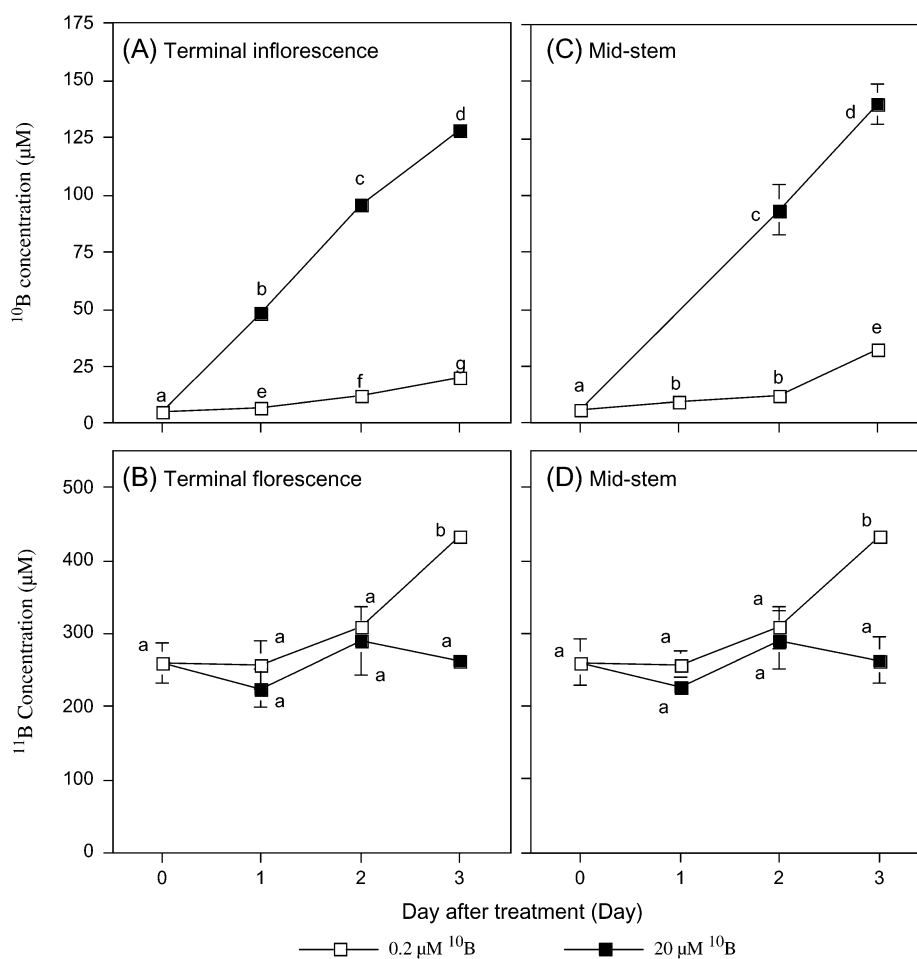 175
150
125
100
75
50
25
0
¹⁰B concentration (μM)
(A) Terminal inflorescence
a
b
c
d
e
f
g
(C) Mid-stem
a
b
b
c
d
e
500
400
300
200
100
0
¹¹B Concentration (μM)
(B) Terminal florescence
a
a
a
a
a
b
a
(D) Mid-stem
a
a
a
a
a
b
a
0 1 2 3 0 1 2 3
Day after treatment (Day)
0.2 μM ¹⁰B 20 μM ¹⁰B